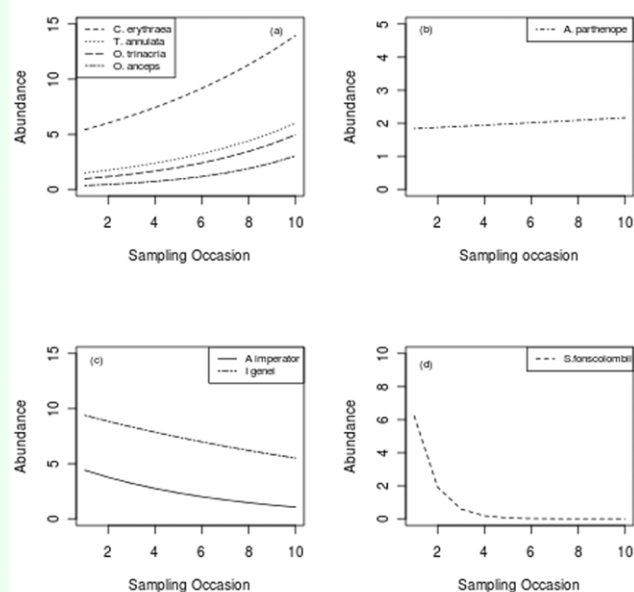 (a)
C. erythraea
T. annulata
O. trinacria
O. anceps
Abundance
15
10
5
0
2 4 6 8 10
Sampling Occasion
(b)
A. parthenope
Abundance
5
4
3
2
1
0
2 4 6 8 10
Sampling occasion
(c)
A imperator
I genei
Abundance
15
10
5
0
2 4 6 8 10
Sampling Occasion
(d)
S.fonscolombii
Abundance
10
8
6
4
2
0
2 4 6 8 10
Sampling Occasion